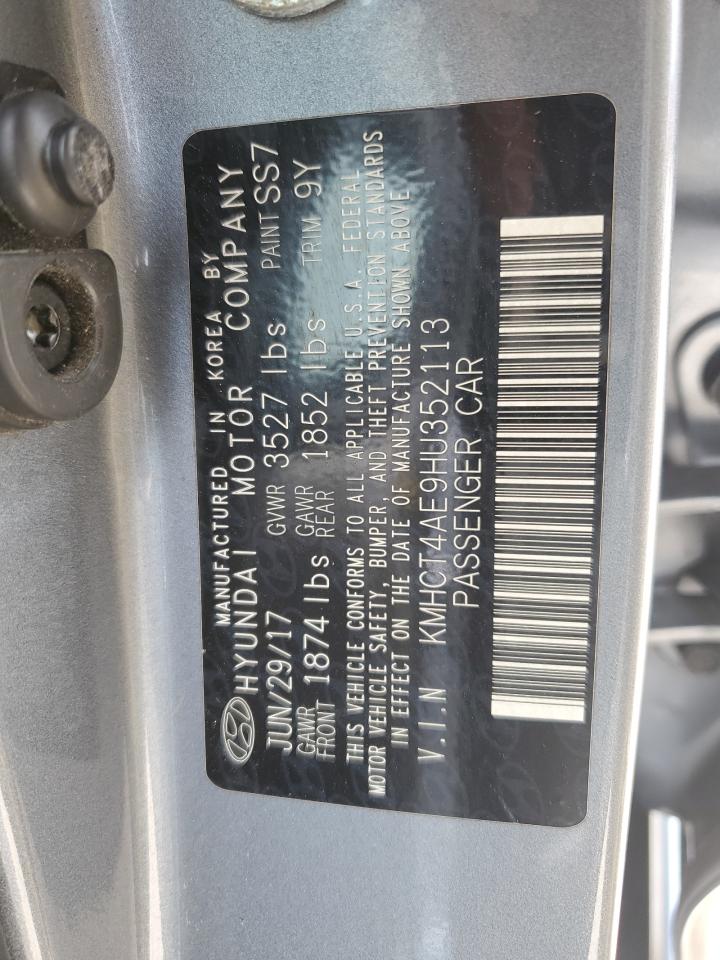 MANUFACTURED IN KOREA BY
HYUNDAI MOTOR COMPANY
JUN/29/17 GVWR 3527 lbs PAINT SS7
GAWR FRONT 1874 lbs GAWR REAR 1852 lbs TRIM 9Y
THIS VEHICLE CONFORMS TO ALL APPLICABLE U.S.A. FEDERAL
MOTOR VEHICLE SAFETY, BUMPER, AND THEFT PREVENTION STANDARDS
IN EFFECT ON THE DATE OF MANUFACTURE SHOWN ABOVE
V.I.N KMHCT4AE9HU352113
PASSENGER CAR